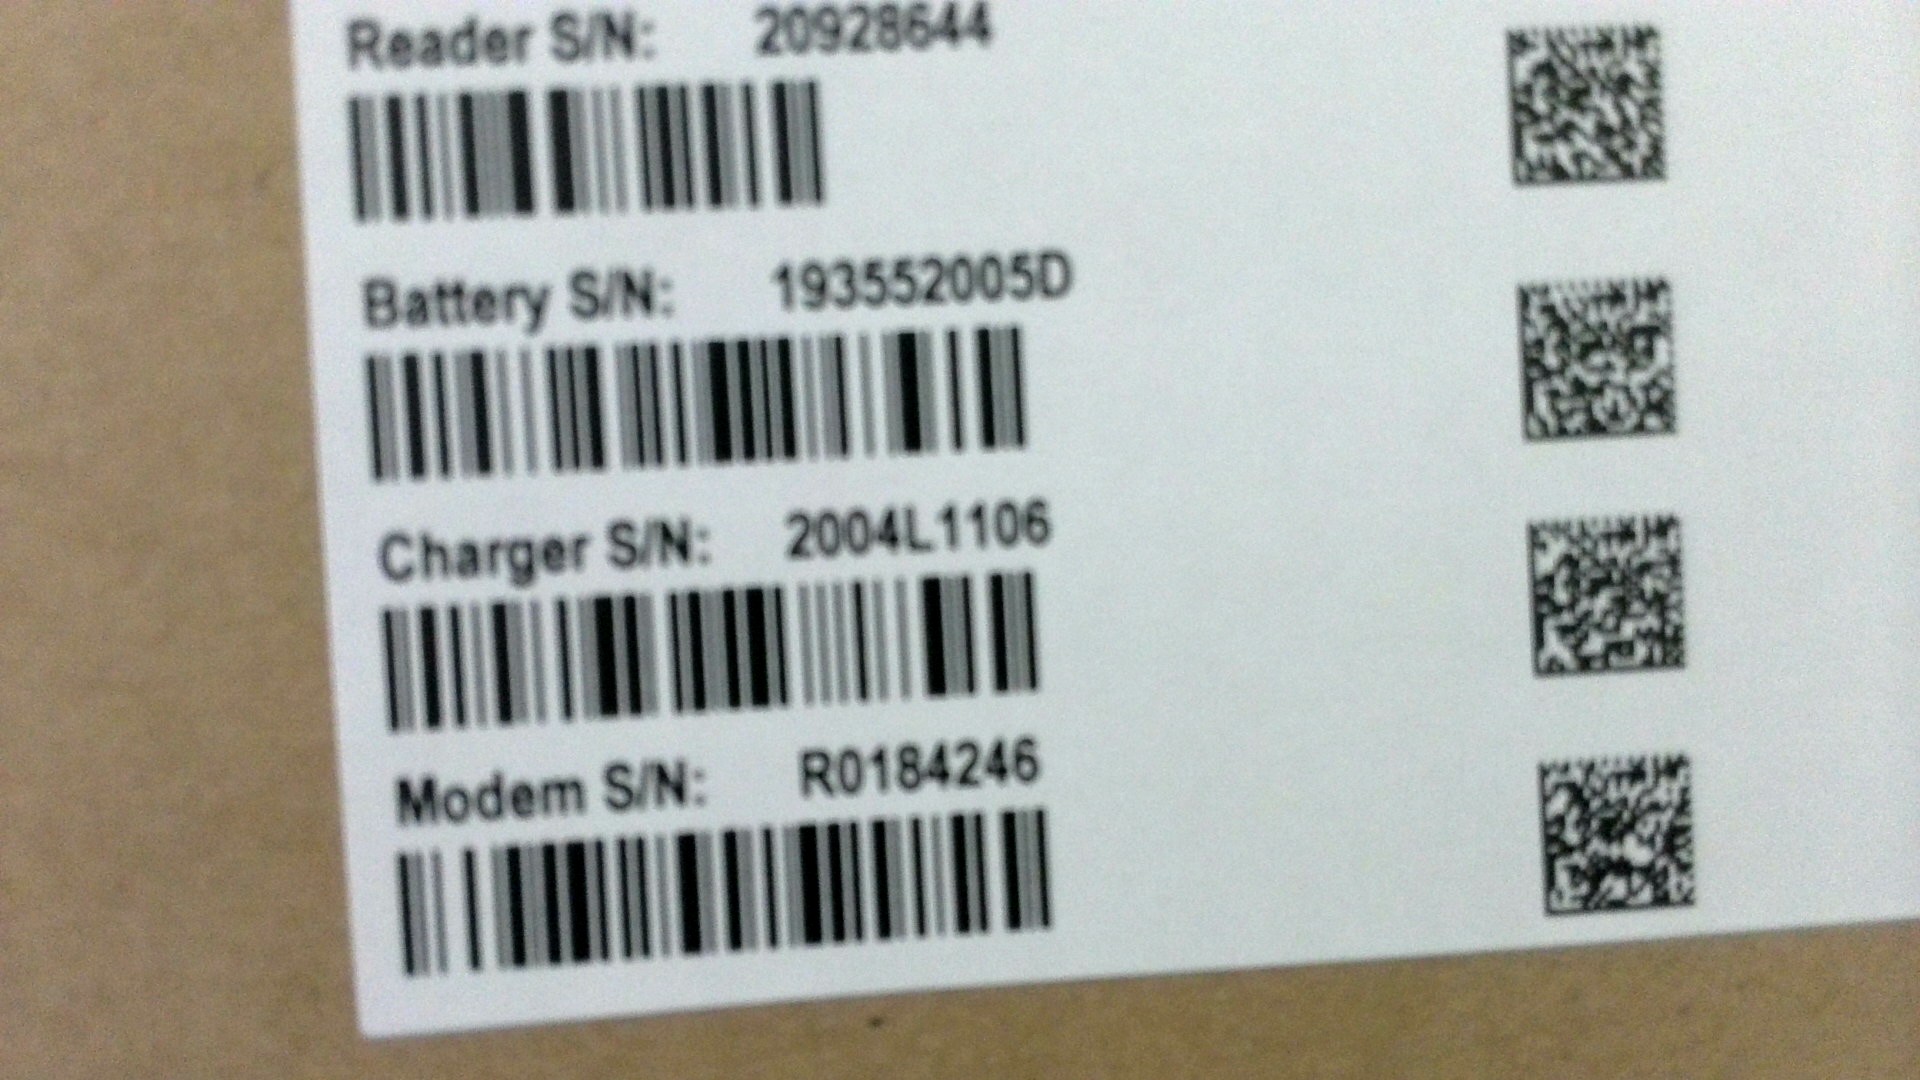 Reader S/N: 20928644
Battery S/N: 193552005D
Charger S/N: 2004L1106
Modem S/N: R0184246